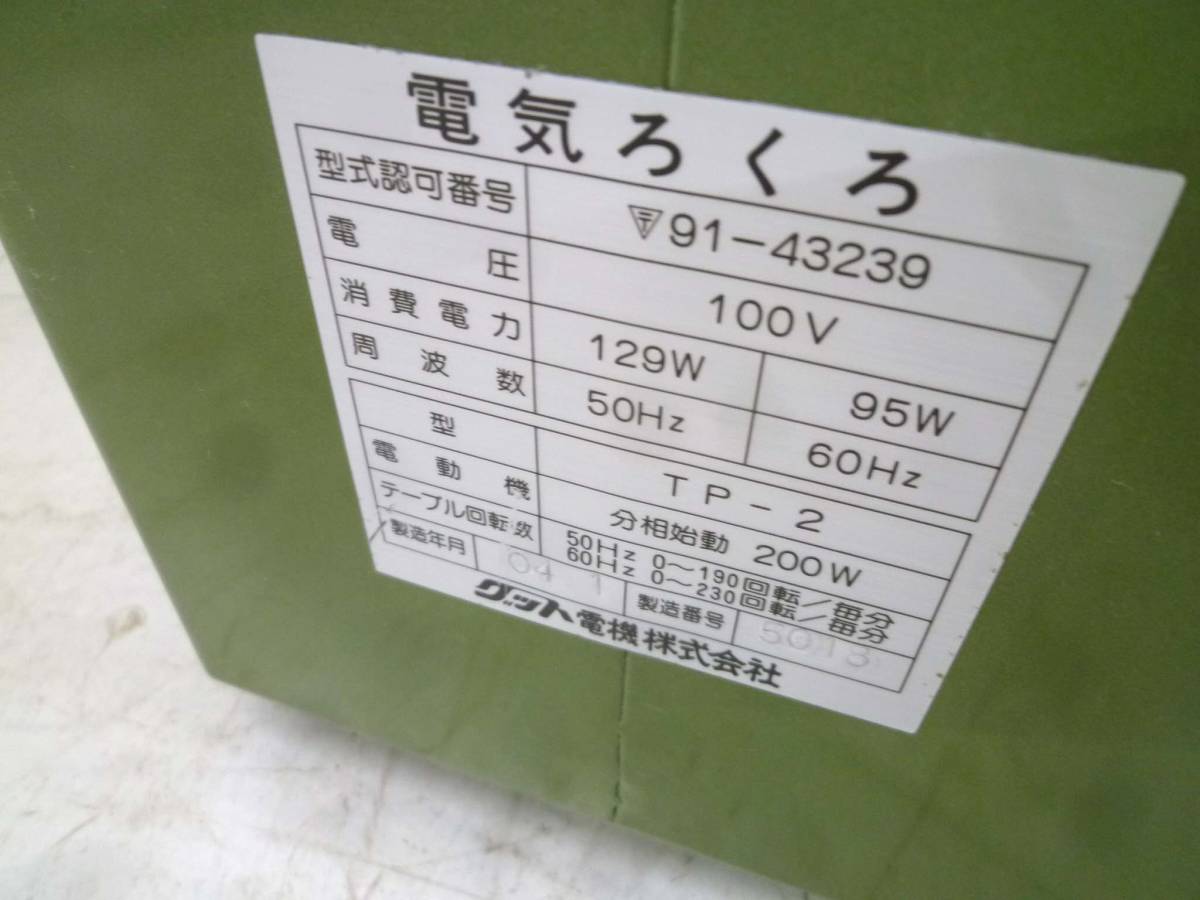 電気ろくろ
型式認可番号 91-43239
電圧 100V
消費電力 129W 95W
周波数 50Hz 60Hz
型 TP-2
電動機 分相始動 200W
テーブル回転数 50Hz 0〜190回転/毎分
60Hz 0〜230回転/毎分
製造年月 04 1 製造番号 5013
グット電機株式会社